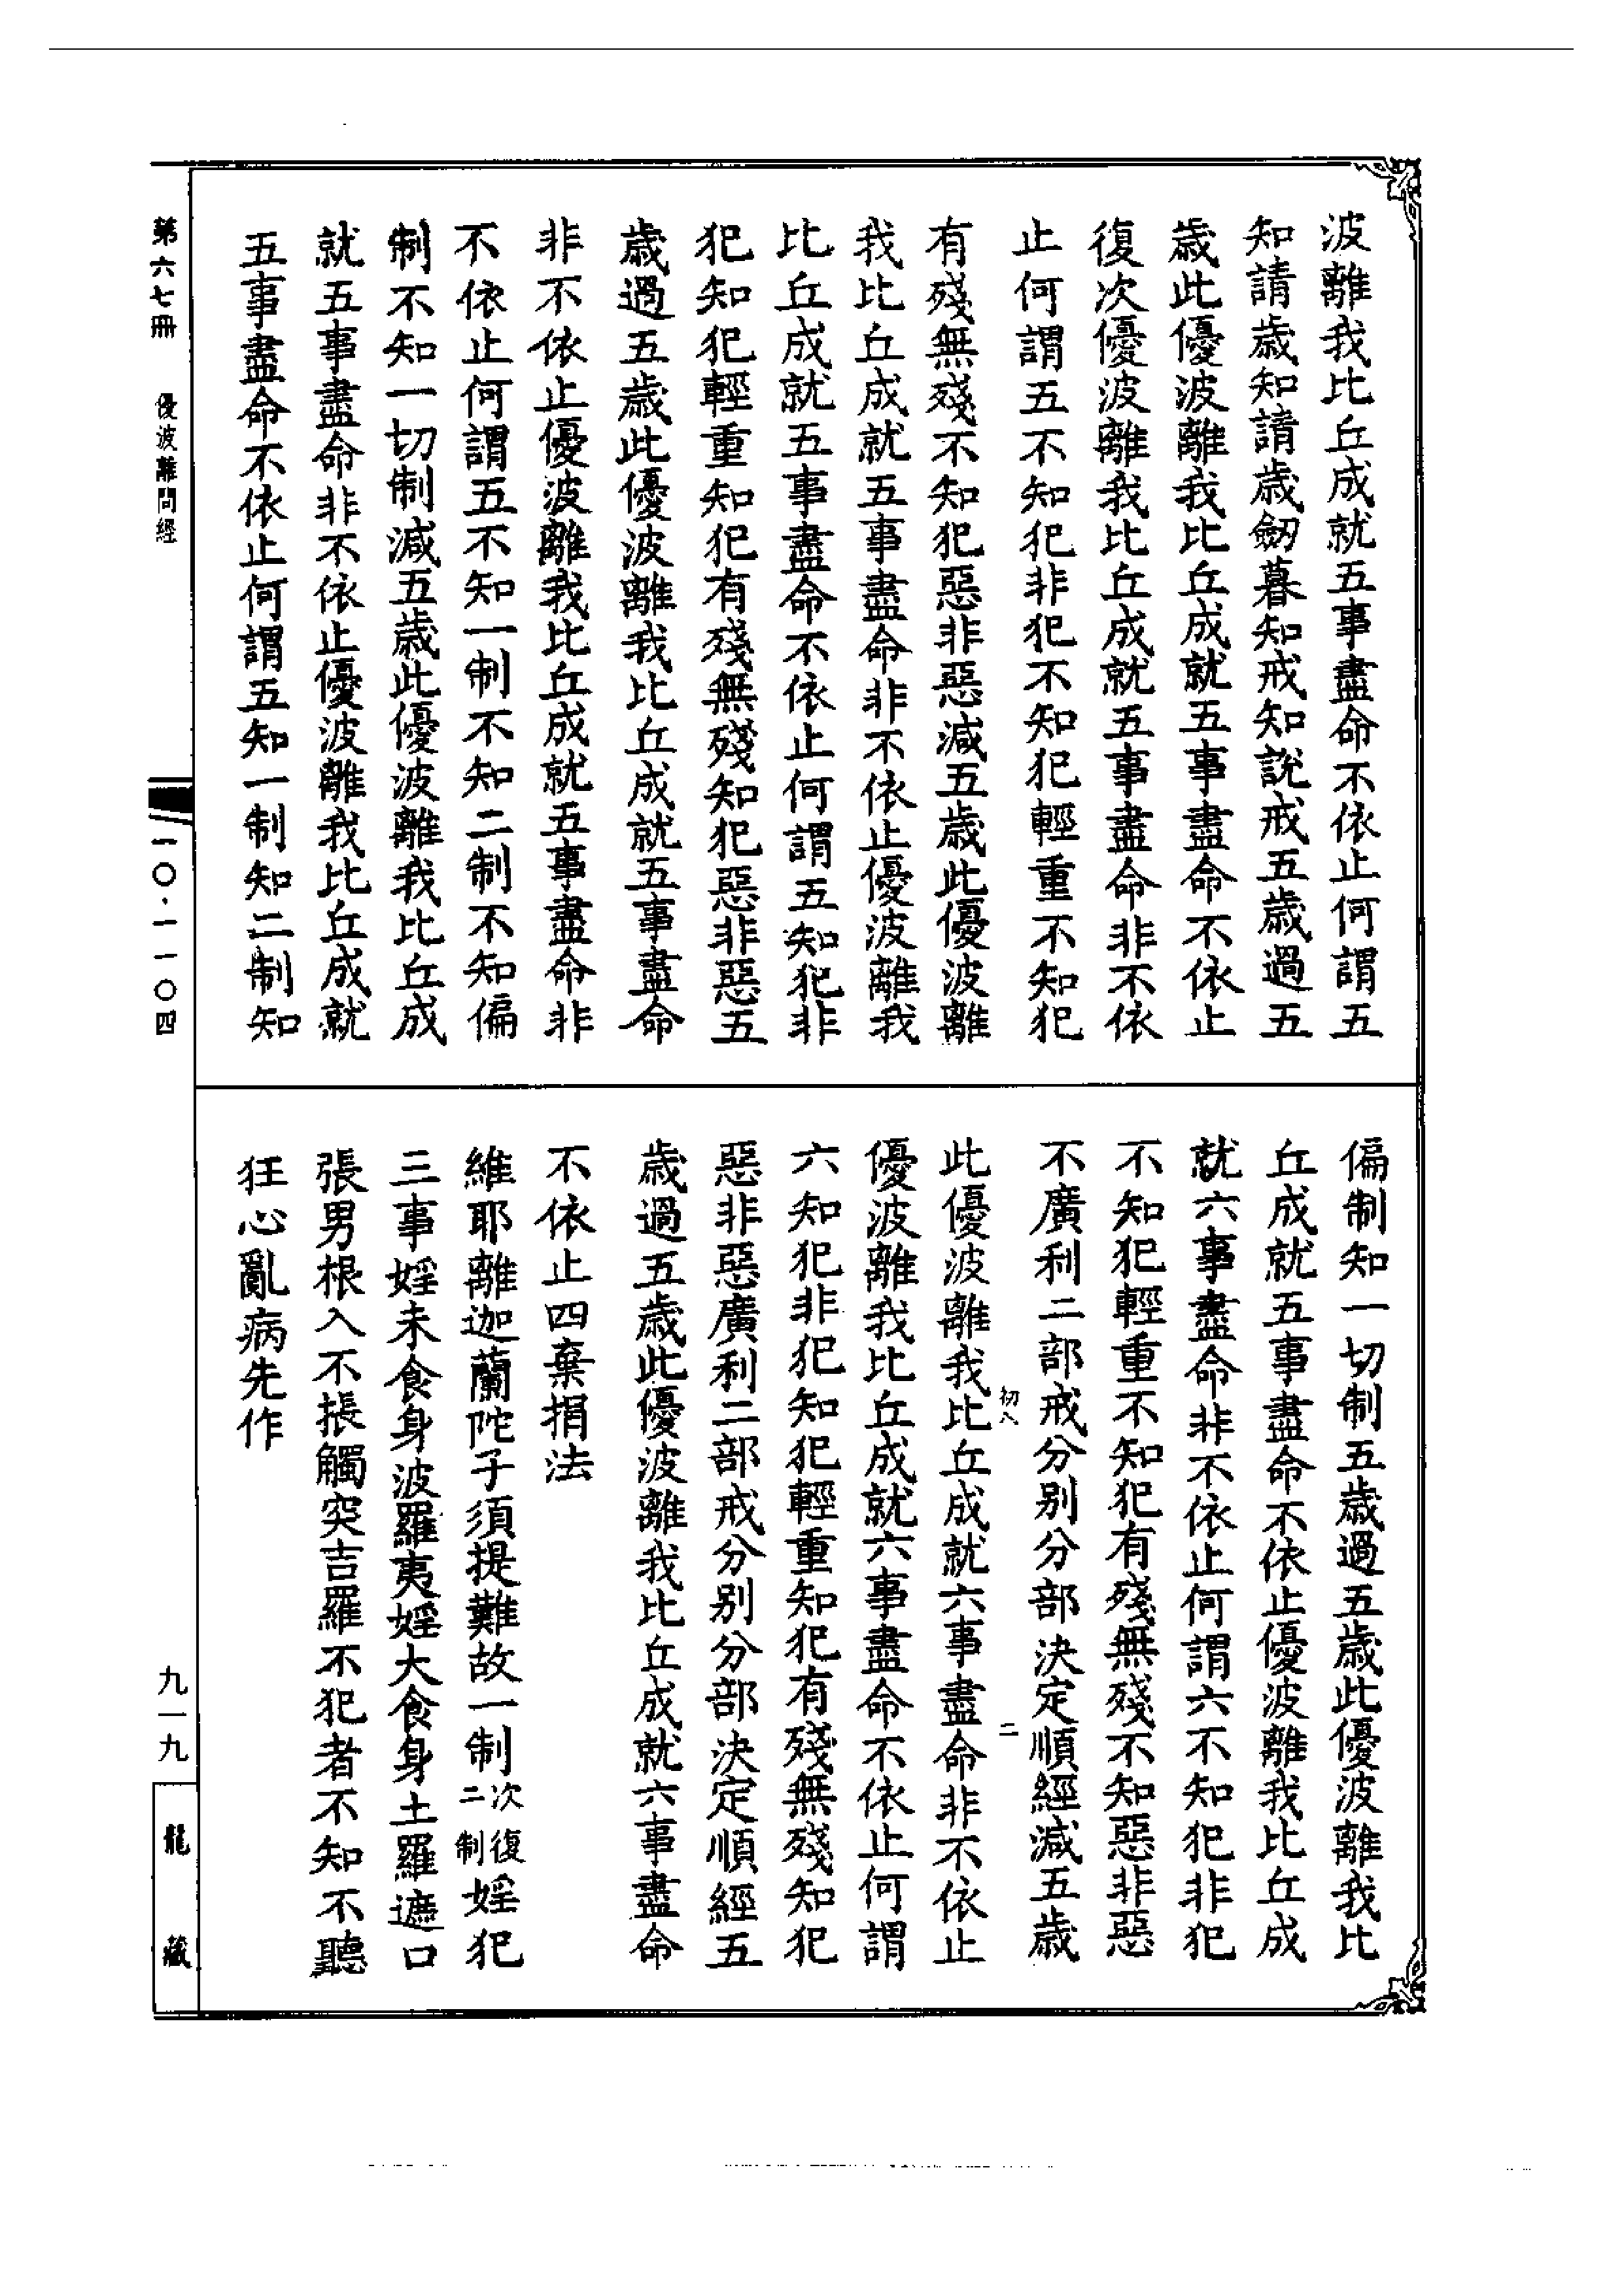 波離我比丘成就五事盡命不依止何謂五
知請歲知請歲劒暮知戒知說戒五歲過五
歲此優波離我比丘成就五事盡命不依止
復次優波離我比丘成就五事盡命非不依
止何謂五不知犯非犯不知犯輕重不知犯
有殘無殘不知犯惡非惡減五歲此優波離
我比丘成就五事盡命非不依止優波離我
比丘成就五事盡命不依止何謂五知犯非
犯知犯輕重知犯有殘無殘知犯惡非惡五
歲過五歲此優波離我比丘成就五事盡命
非不依止優波離我比丘成就五事盡命非
不依止何謂五不知一制不知二制不知偏
制不知一切制減五歲此優波離我比丘成
就五事盡命非不依止優波離我比丘成就
五事盡命不依止何謂五知一制知二制知
偏制知一切制五歲過五歲此優波離我比
丘成就五事盡命不依止優波離我比丘成
就六事盡命非不依止何謂六不知犯非犯
不知犯輕重不知犯有殘無殘不知惡非惡
不廣利二部戒分別分部決定順經減五歲
初八 二
此優波離我比丘成就六事盡命非不依止
優波離我比丘成就六事盡命不依止何謂
六知犯非犯知犯輕重知犯有殘無殘知犯
惡非惡廣利二部戒分別分部決定順經五
歲過五歲此優波離我比丘成就六事盡命
不依止四棄捐法
維耶離迦蘭陀子須提難故一制次復二制婬犯
三事婬未食身波羅夷婬大食身土羅遮口
張男根入不掁觸突吉羅不犯者不知不聽
狂心亂病先作
第六七冊 優波離問經
一〇·一一〇四
九一九
龍藏